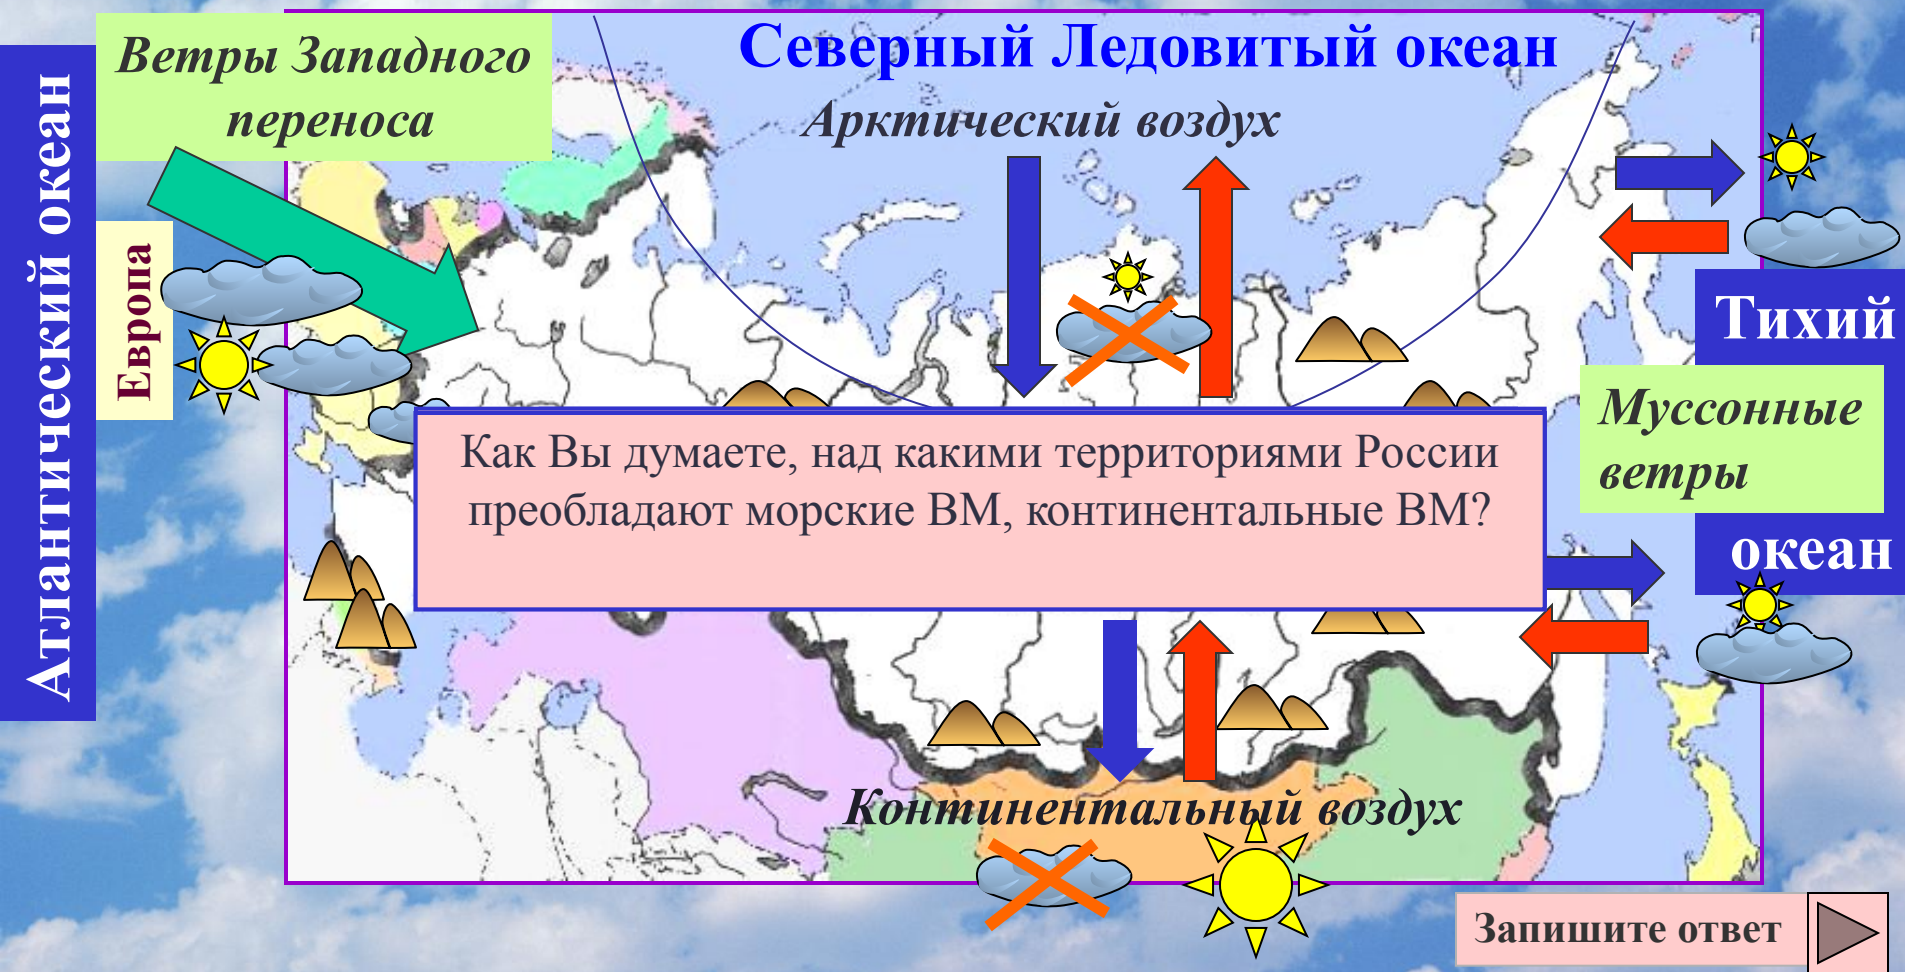 Ветры Западного
переноса
Северный Ледовитый океан
Арктический воздух
Атлантический океан
Европа
Тихий
океан
Муссонные
ветры
Как Вы думаете, над какими территориями России
преобладают морские ВМ, континентальные ВМ?
Континентальный воздух
Запишите ответ